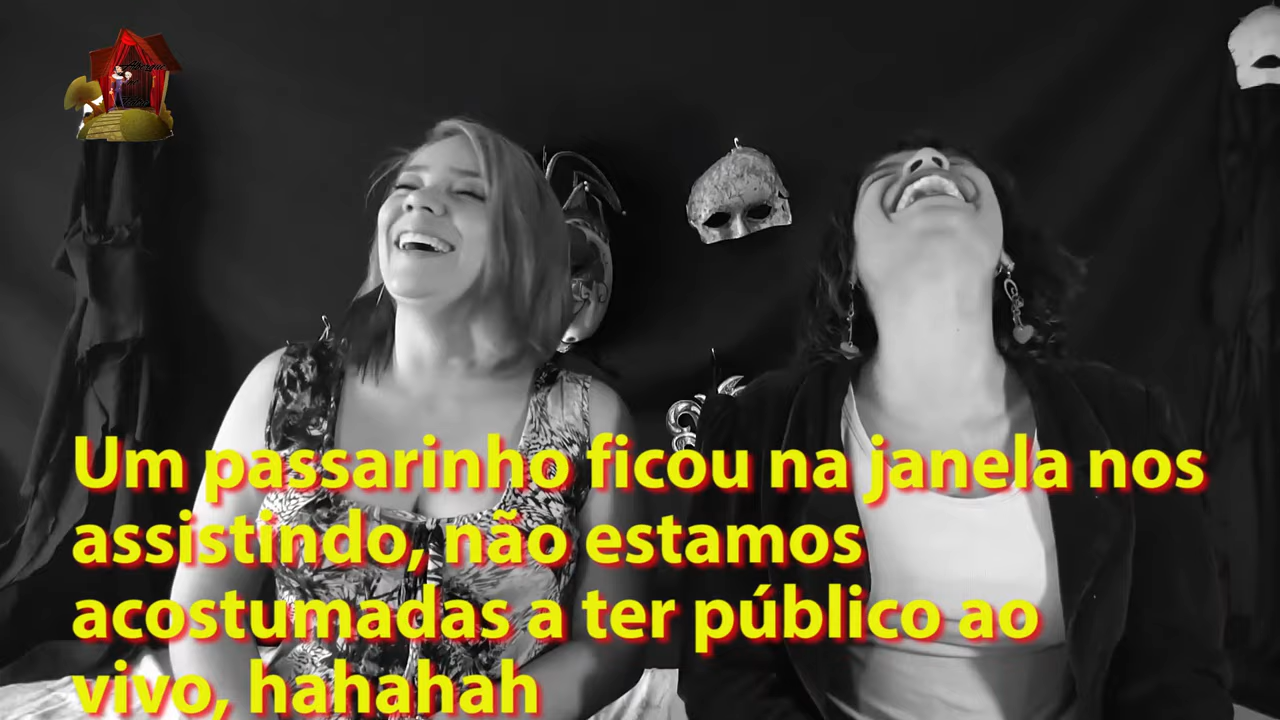 Um passarinho ficou na janela nos
assistindo, não estamos
acostumadas a ter público ao
vivo, hahahah